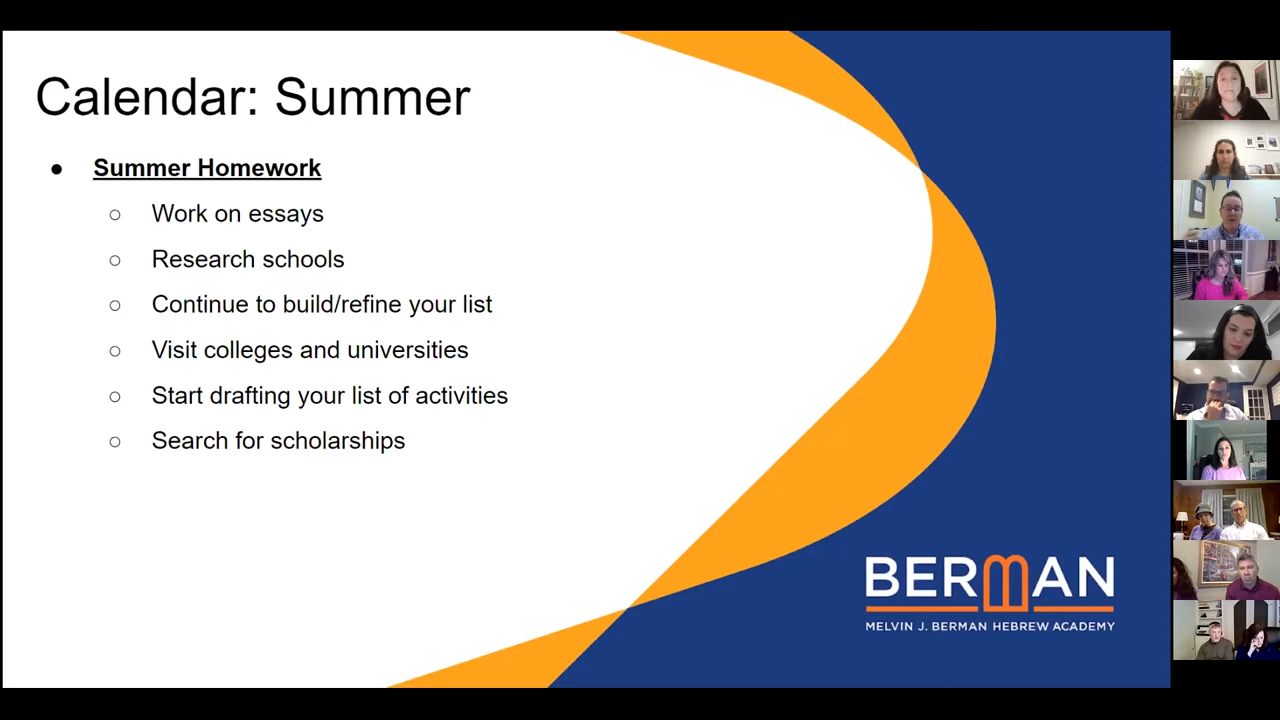 Calendar: Summer
● Summer Homework
○ Work on essays
○ Research schools
○ Continue to build/refine your list
○ Visit colleges and universities
○ Start drafting your list of activities
○ Search for scholarships
BERMAN
MELVIN J. BERMAN HEBREW ACADEMY